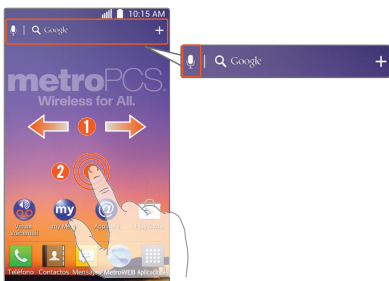 10:15 AM
Google
Google
metroPCS.
Wireless for All.
1
2
Visual
Voicemail
my
@
Teléfono Contactos Mensajes MetroWEB Aplicaciones